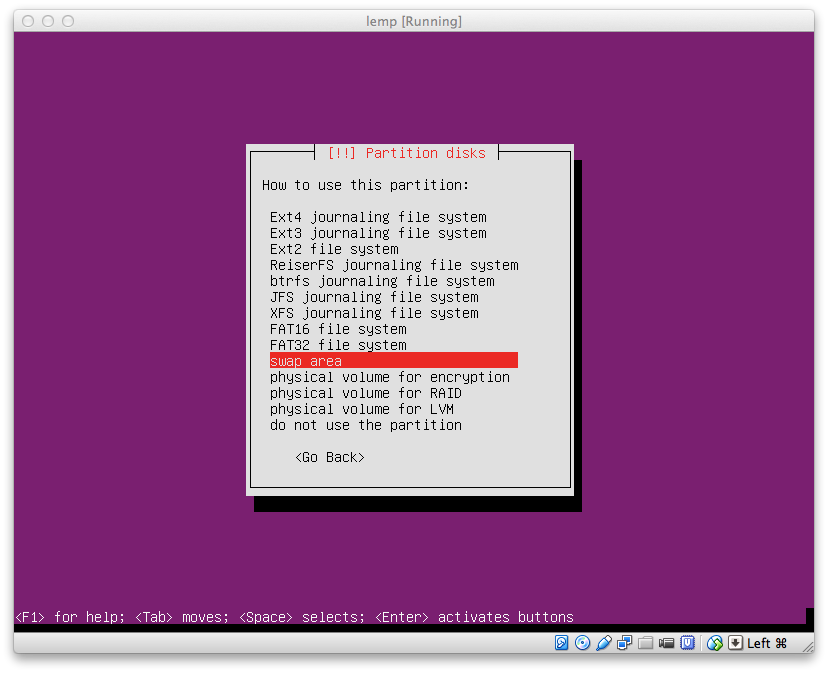 lemp [Running]
[!!] Partition disks
How to use this partition:
Ext4 journaling file system
Ext3 journaling file system
Ext2 file system
ReiserFS journaling file system
btrfs journaling file system
JFS journaling file system
XFS journaling file system
FAT16 file system
FAT32 file system
swap area
physical volume for encryption
physical volume for RAID
physical volume for LVM
do not use the partition
<Go Back>
<F1> for help; <Tab> moves; <Space> selects; <Enter> activates buttons
Left ⌘